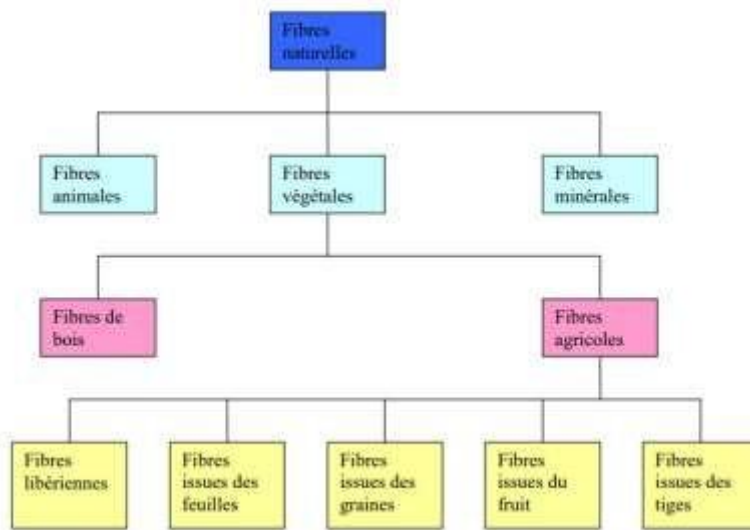 Fibres
naturelles
Fibres
animales
Fibres
végétales
Fibres
minérales
Fibres de
bois
Fibres
agricoles
Fibres
libériennes
Fibres
issues des
feuilles
Fibres
issues des
graines
Fibres
issues du
fruit
Fibres
issues des
tiges